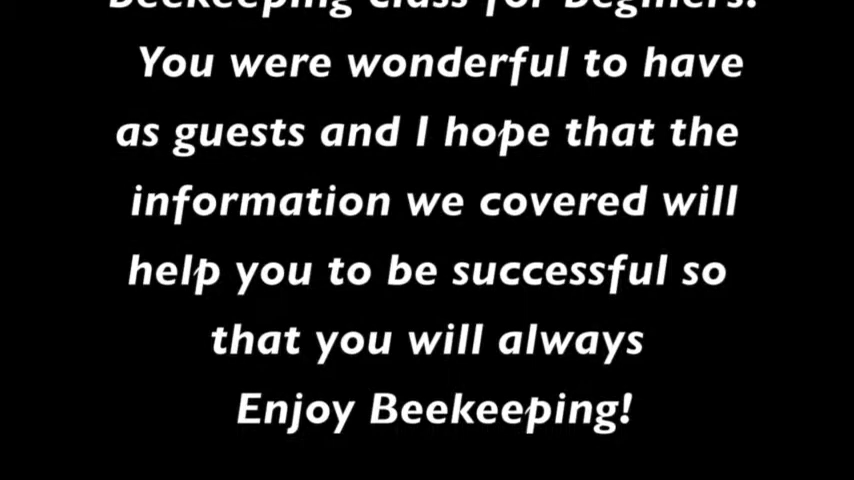 Beekeeping Class for
You were wonderful to have
as guests and I hope that the
information we covered will
help you to be successful so
that you will always
Enjoy Beekeeping!